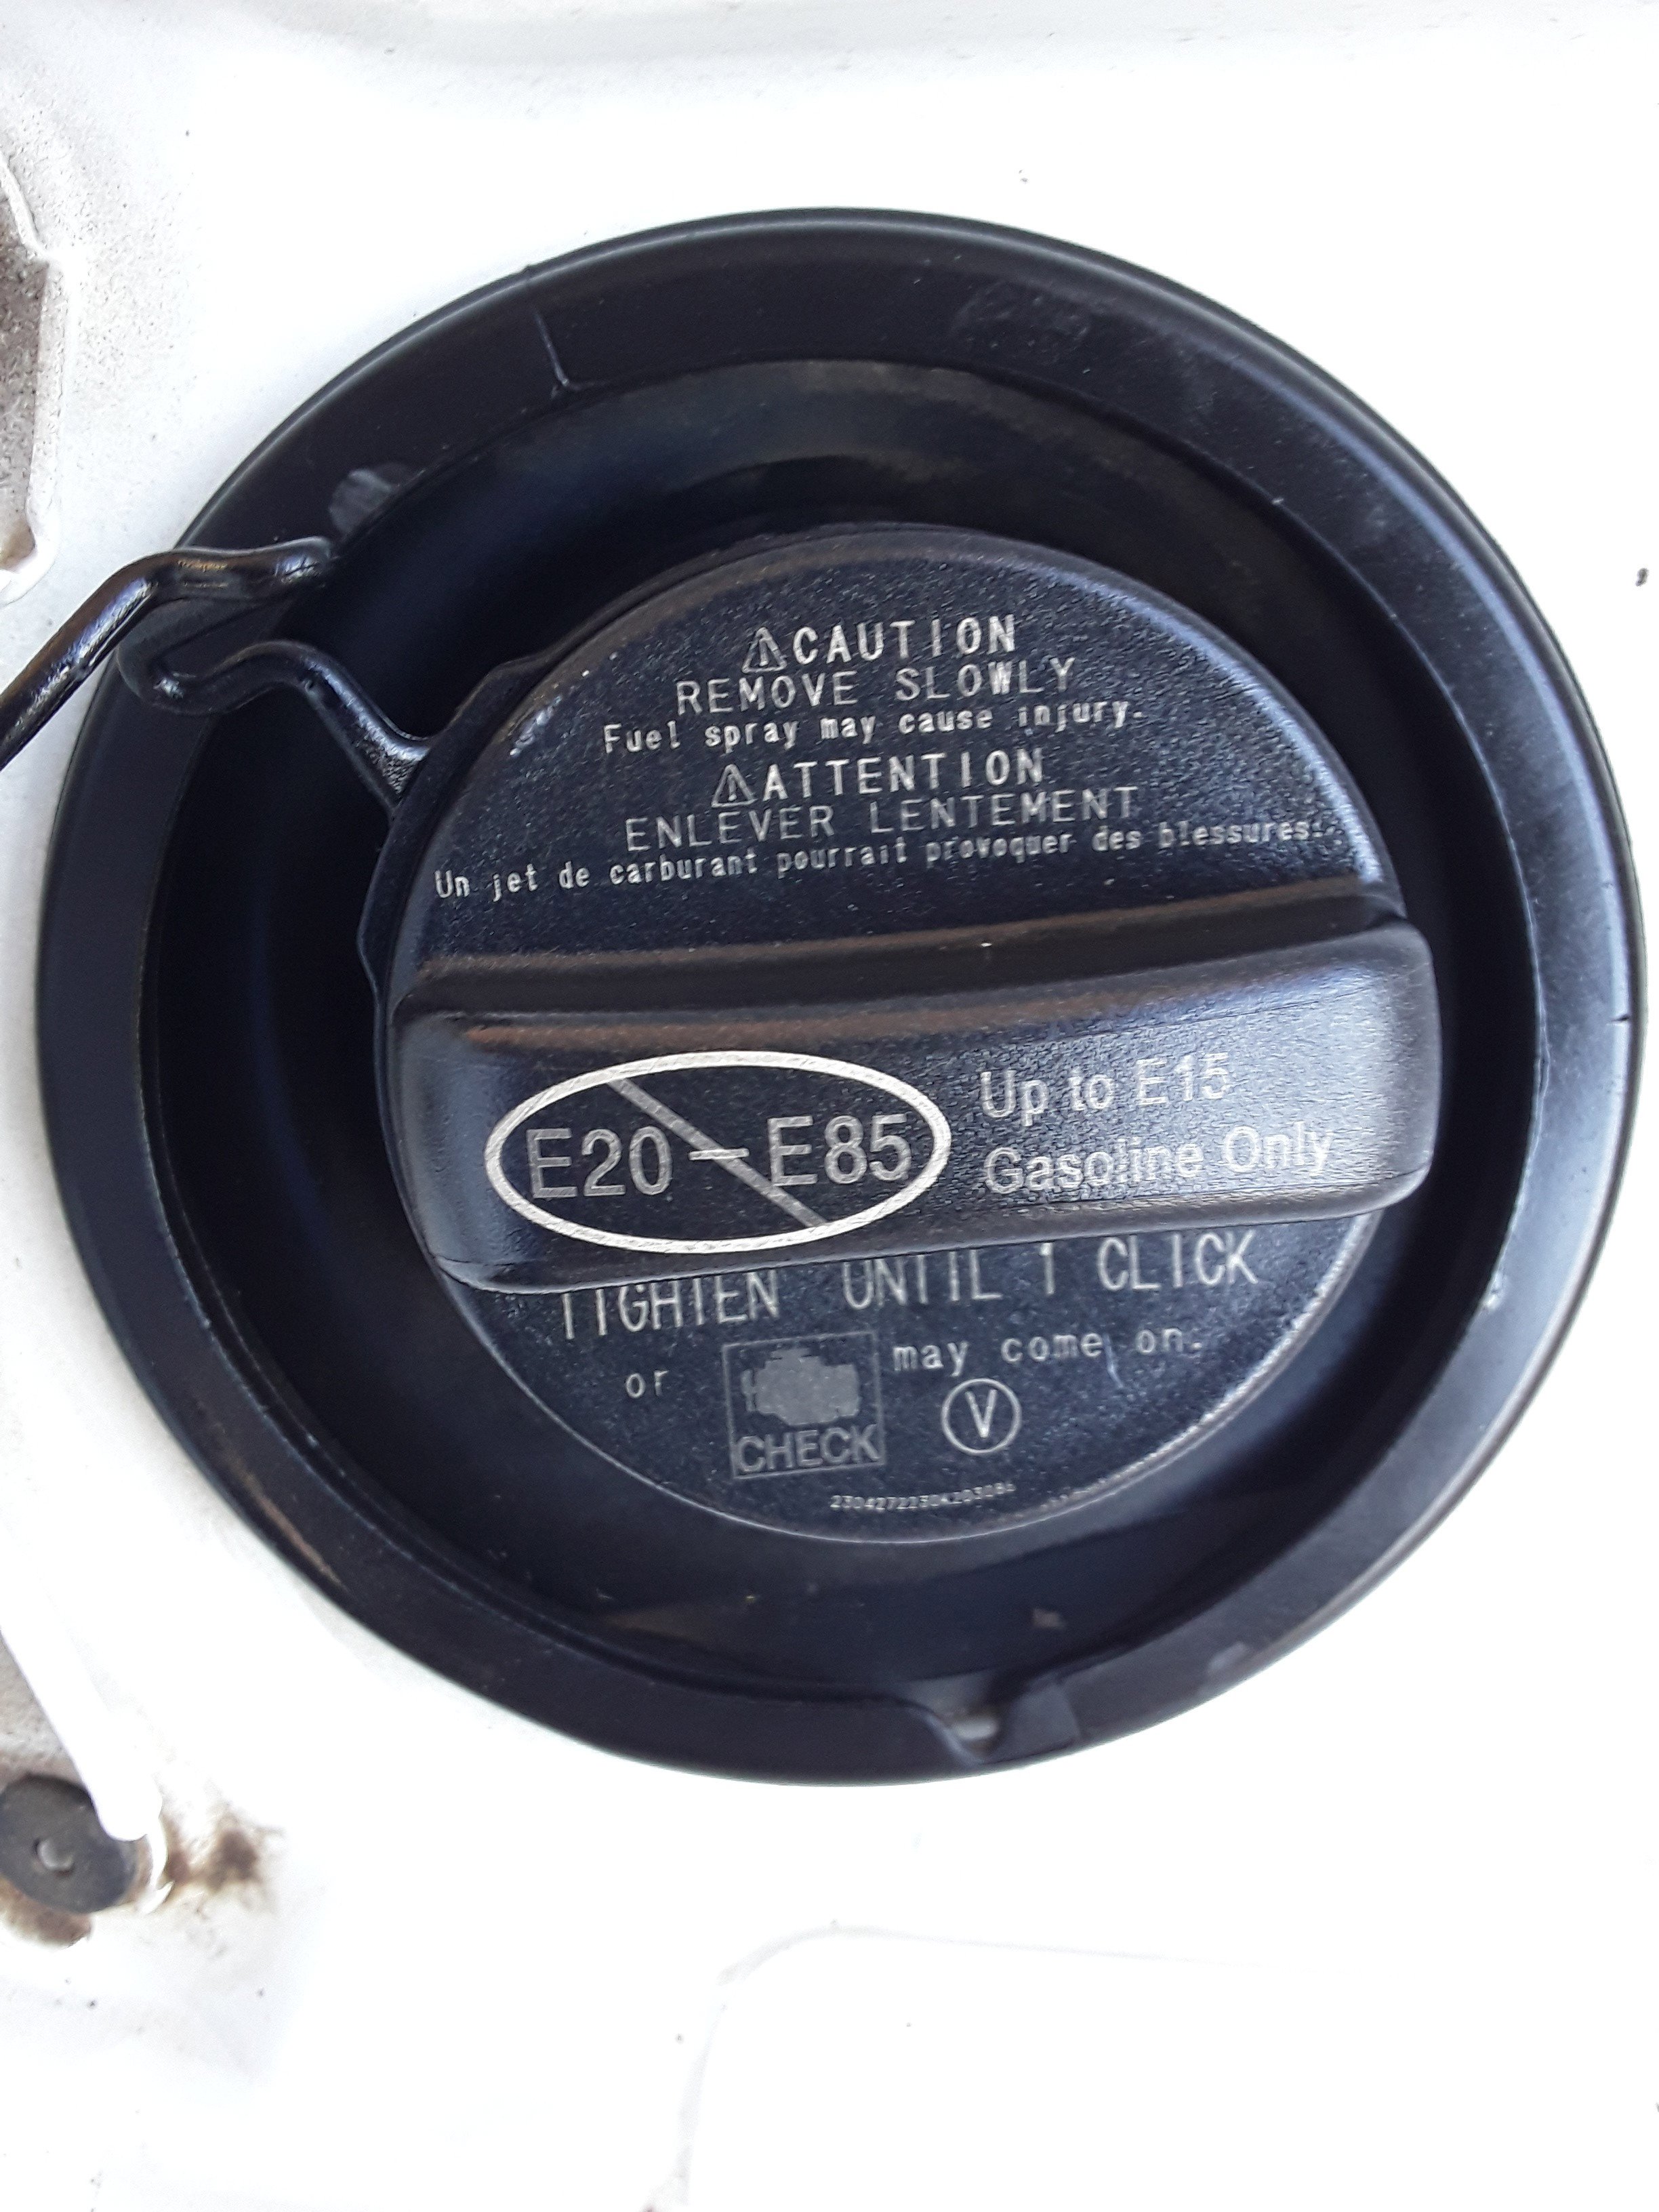 ⚠CAUTION
REMOVE SLOWLY
Fuel spray may cause injury.
⚠ATTENTION
ENLEVER LENTEMENT
Un jet de carburant pourrait provoquer des blessures.
E20-E85
Up to E15
Gasoline Only
TIGHTEN UNTIL 1 CLICK
or CHECK may come on.
V